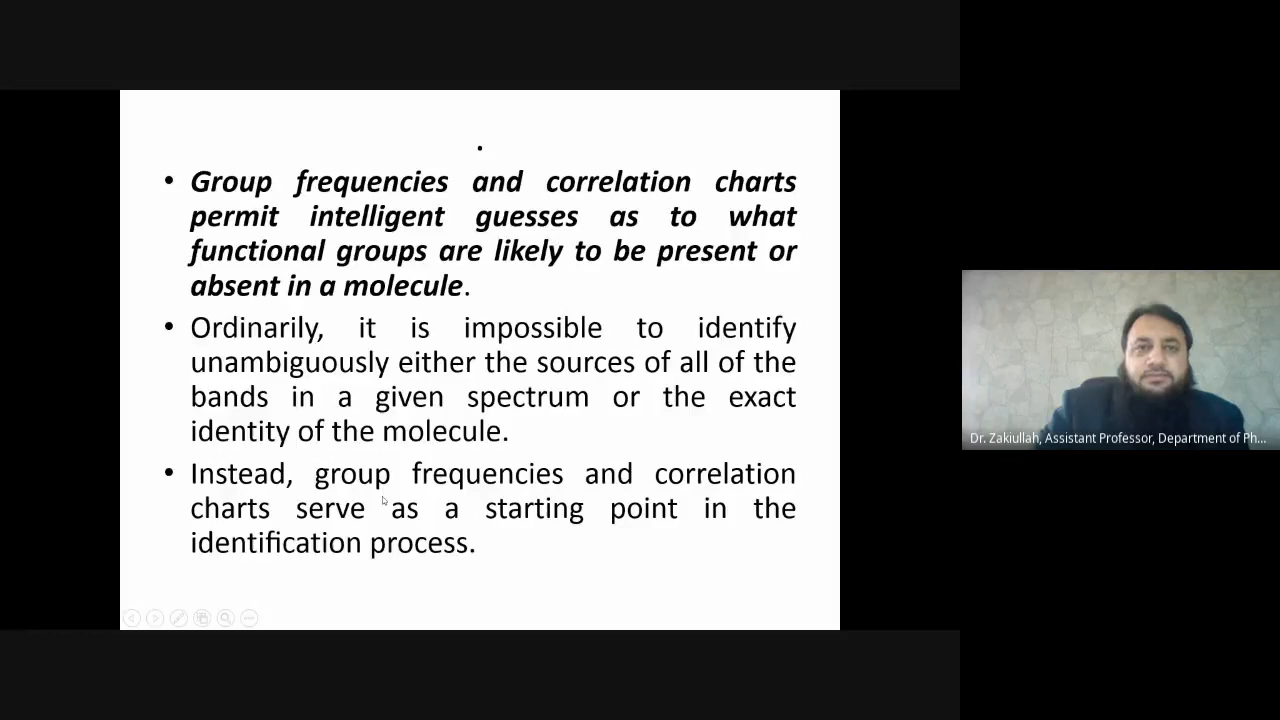 .
• Group frequencies and correlation charts
permit intelligent guesses as to what
functional groups are likely to be present or
absent in a molecule.
• Ordinarily, it is impossible to identify
unambiguously either the sources of all of the
bands in a given spectrum or the exact
identity of the molecule.
• Instead, group frequencies and correlation
charts serve as a starting point in the
identification process.
Dr. Zakiullah, Assistant Professor, Department of Ph...